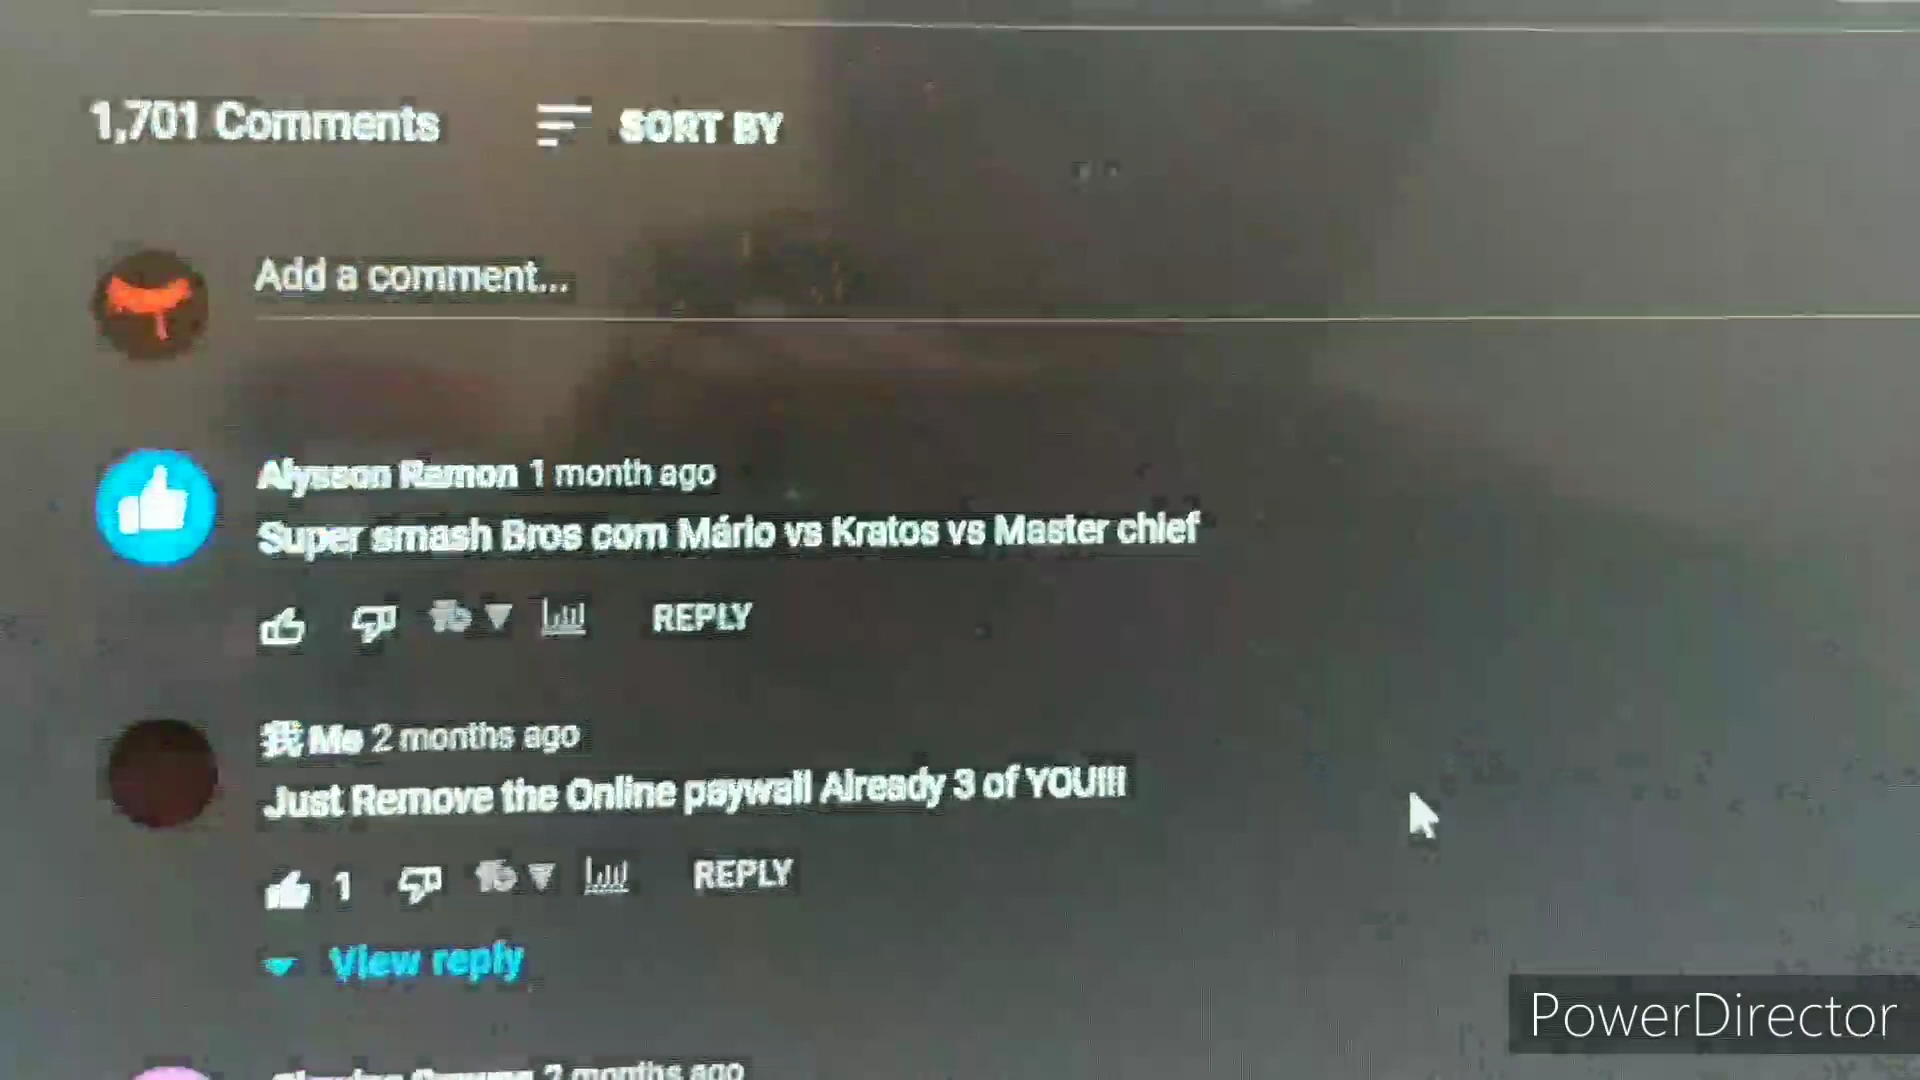 1,701 Comments SORT BY
Add a comment...
Alysson Ramon 1 month ago
Super smash Bros com Mário vs Kratos vs Master chief
REPLY
我 Me 2 months ago
Just Remove the Online paywall Already 3 of YOU!!!
1 REPLY
View reply
2 months ago
PowerDirector